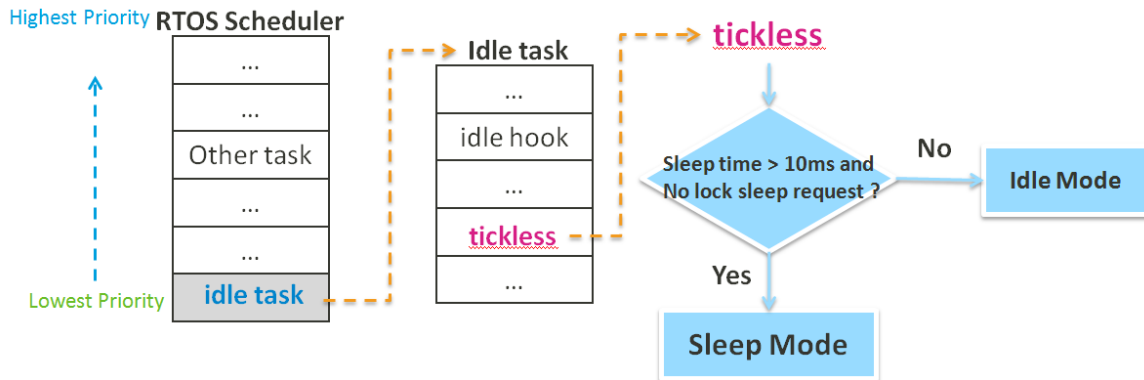 Highest Priority
RTOS Scheduler
...
...
Other task
...
...
idle task
Lowest Priority
Idle task
...
idle hook
...
tickless
...
tickless
Sleep time > 10ms and
No lock sleep request ?
No
Idle Mode
Yes
Sleep Mode